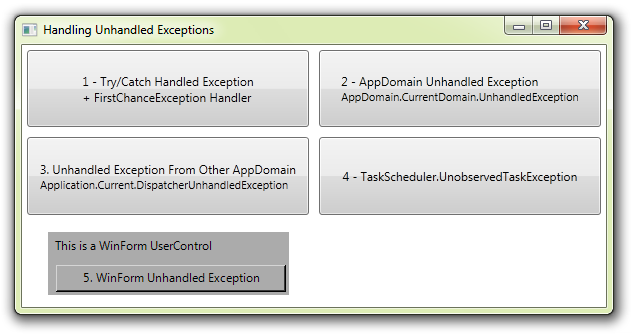 Handling Unhandled Exceptions
1 - Try/Catch Handled Exception
+ FirstChanceException Handler
2 - AppDomain Unhandled Exception
AppDomain.CurrentDomain.UnhandledException
3. Unhandled Exception From Other AppDomain
Application.Current.DispatcherUnhandledException
4 - TaskScheduler.UnobservedTaskException
This is a WinForm UserControl
5. WinForm Unhandled Exception